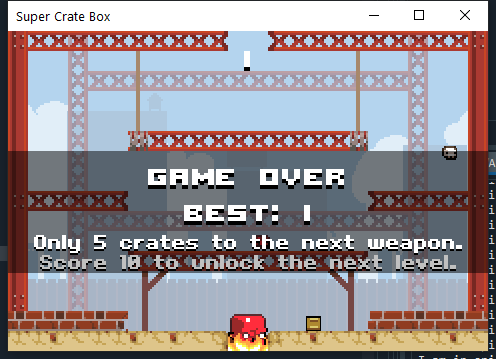 Super Crate Box
1
GAME OVER
BEST: 1
Only 5 crates to the next weapon.
Score 10 to unlock the next level.